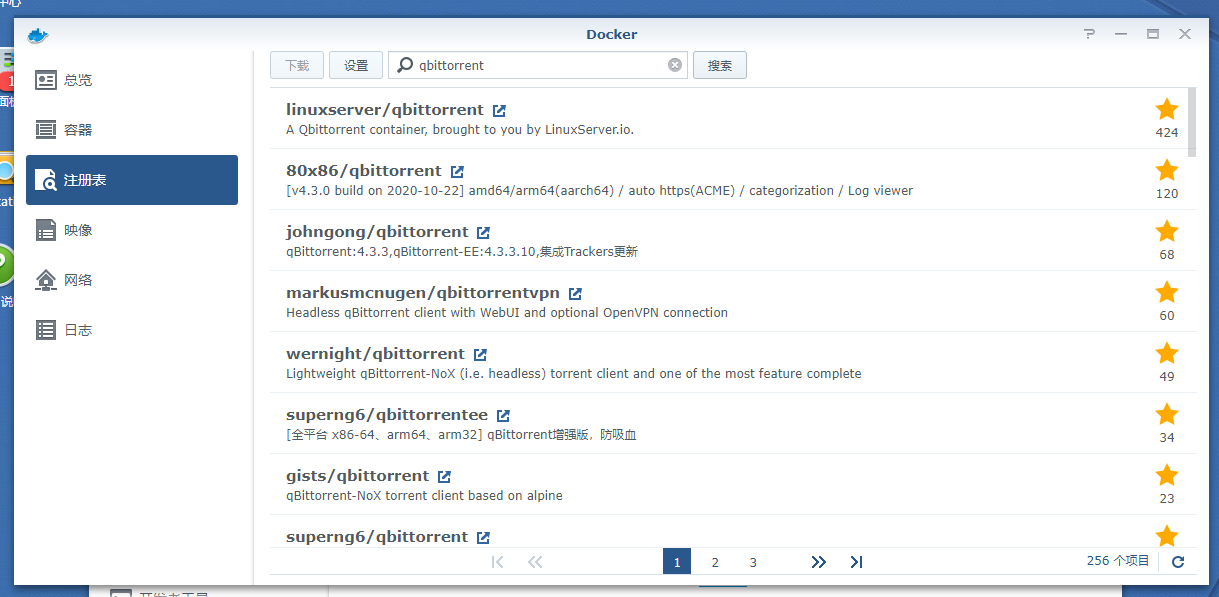 中心
Docker
下载 设置 qbittorrent 搜索
总览
容器
注册表
映像
网络
日志
linuxserver/qbittorrent
A Qbittorrent container, brought to you by LinuxServer.io.
424
80x86/qbittorrent
[v4.3.0 build on 2020-10-22] amd64/arm64(aarch64) / auto https(ACME) / categorization / Log viewer
120
johngong/qbittorrent
qBittorrent:4.3.3,qBittorrent-EE:4.3.3.10,集成Trackers更新
68
markusmcnugen/qbittorrentvpn
Headless qBittorrent client with WebUI and optional OpenVPN connection
60
wernight/qbittorrent
Lightweight qBittorrent-NoX (i.e. headless) torrent client and one of the most feature complete
49
superng6/qbittorrentee
[全平台 x86-64、arm64、arm32] qBittorrent增强版，防吸血
34
gists/qbittorrent
qBittorrent-NoX torrent client based on alpine
23
superng6/qbittorrent
1 2 3
256 个项目